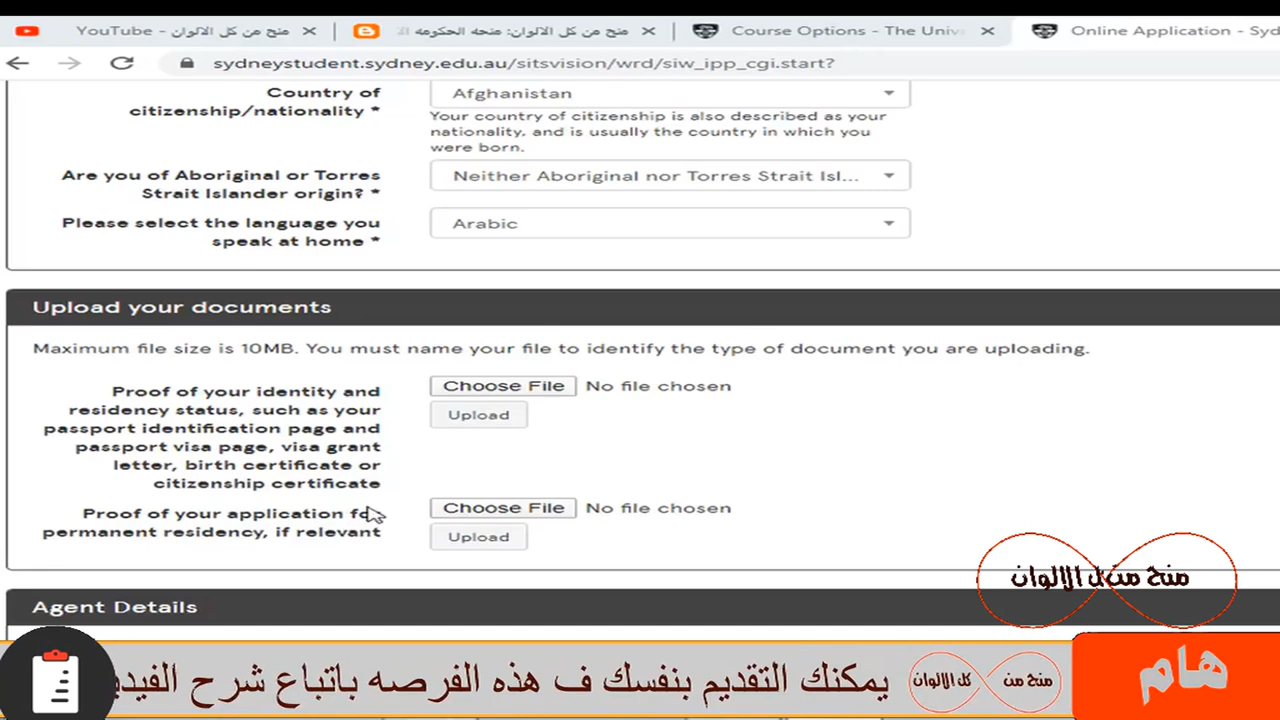 YouTube - منح من كل الالوان
منح من كل الالوان: منحه الحكومه الـ
Course Options - The Unive
Online Application - Syd
sydneystudent.sydney.edu.au/sitsvision/wrd/siw_ipp_cgi.start?
Country of
citizenship/nationality *
Afghanistan
Your country of citizenship is also described as your
nationality, and is usually the country in which you
were born.
Are you of Aboriginal or Torres
Strait Islander origin? *
Neither Aboriginal nor Torres Strait Isl...
Please select the language you
speak at home *
Arabic
Upload your documents
Maximum file size is 10MB. You must name your file to identify the type of document you are uploading.
Proof of your identity and
residency status, such as your
passport identification page and
passport visa page, visa grant
letter, birth certificate or
citizenship certificate
Choose File No file chosen
Upload
Proof of your application for
permanent residency, if relevant
Choose File No file chosen
Upload
منح من كل الالوان
Agent Details
هام
منح من كل الالوان
يمكنك التقديم بنفسك ف هذه الفرصه باتباع شرح الفيدي